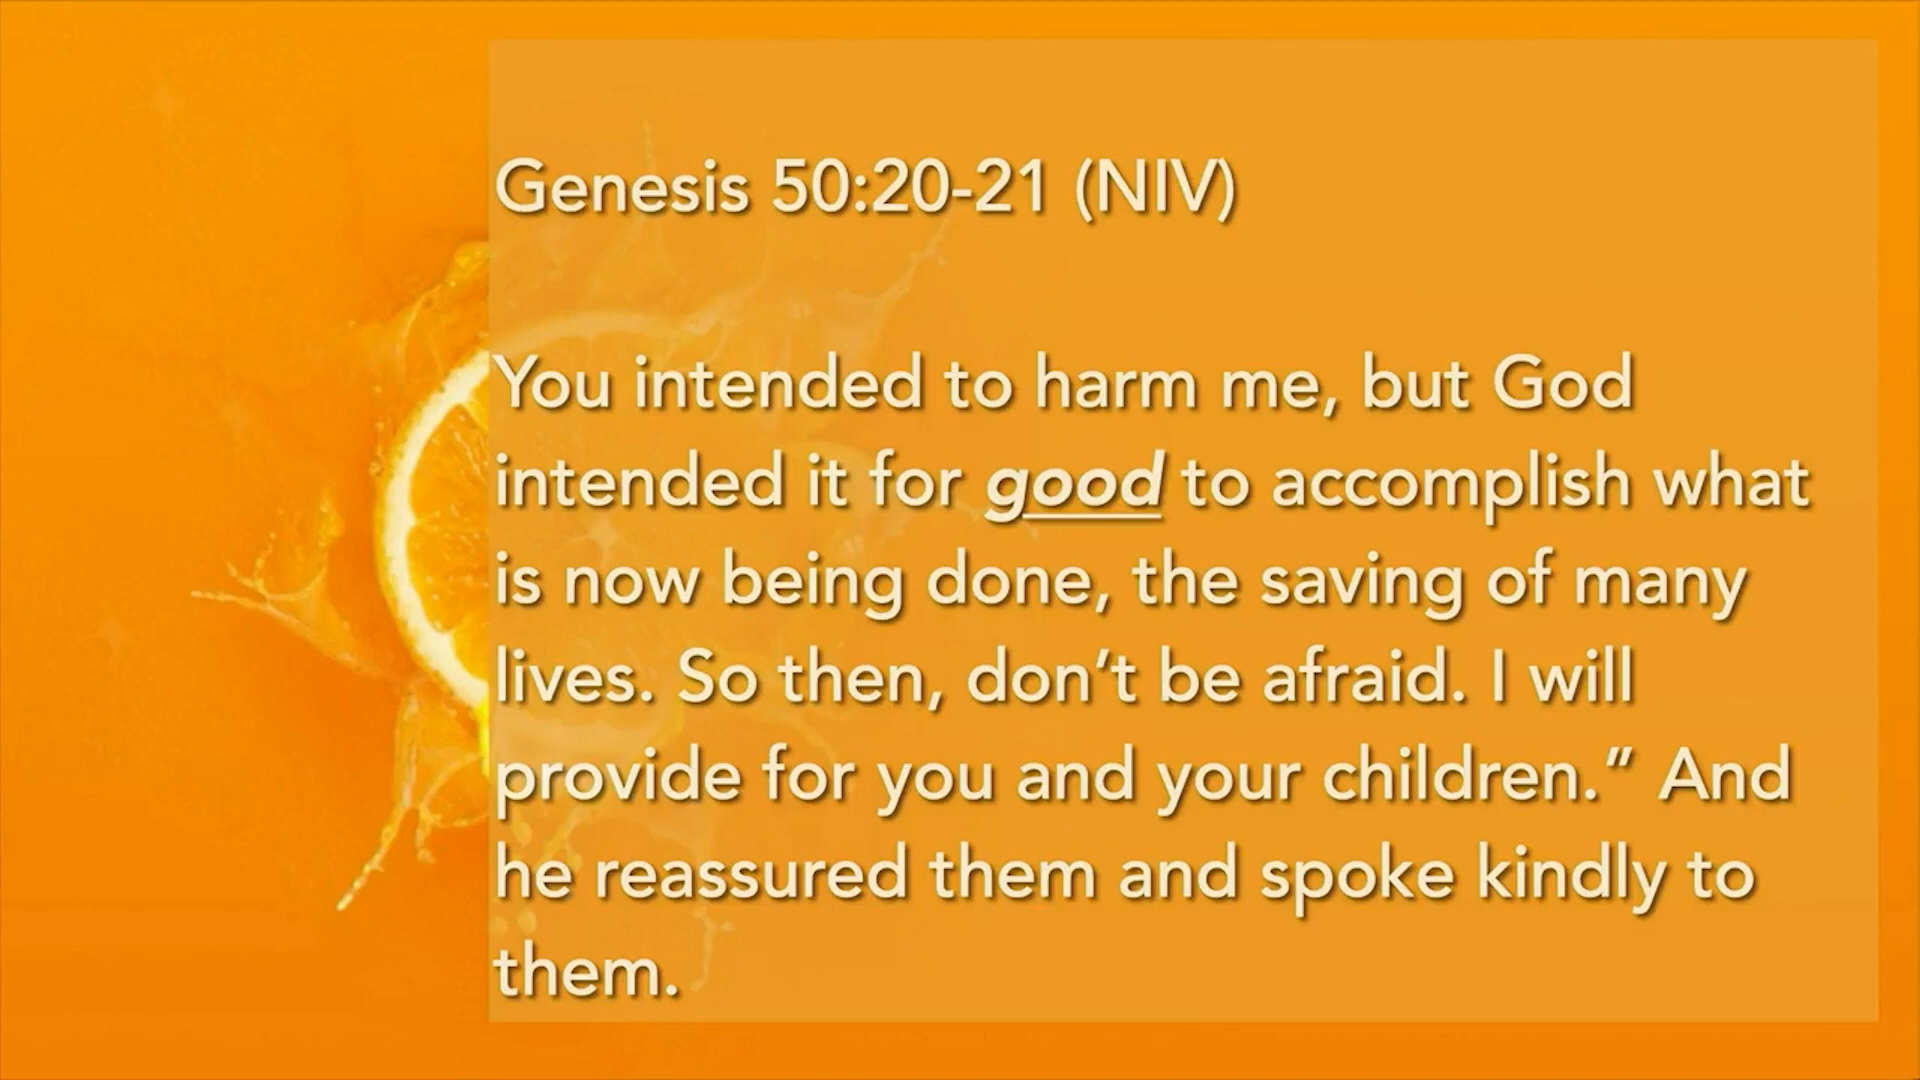 Genesis 50:20-21 (NIV)
You intended to harm me, but God
intended it for good to accomplish what
is now being done, the saving of many
lives. So then, don’t be afraid. I will
provide for you and your children.” And
he reassured them and spoke kindly to
them.